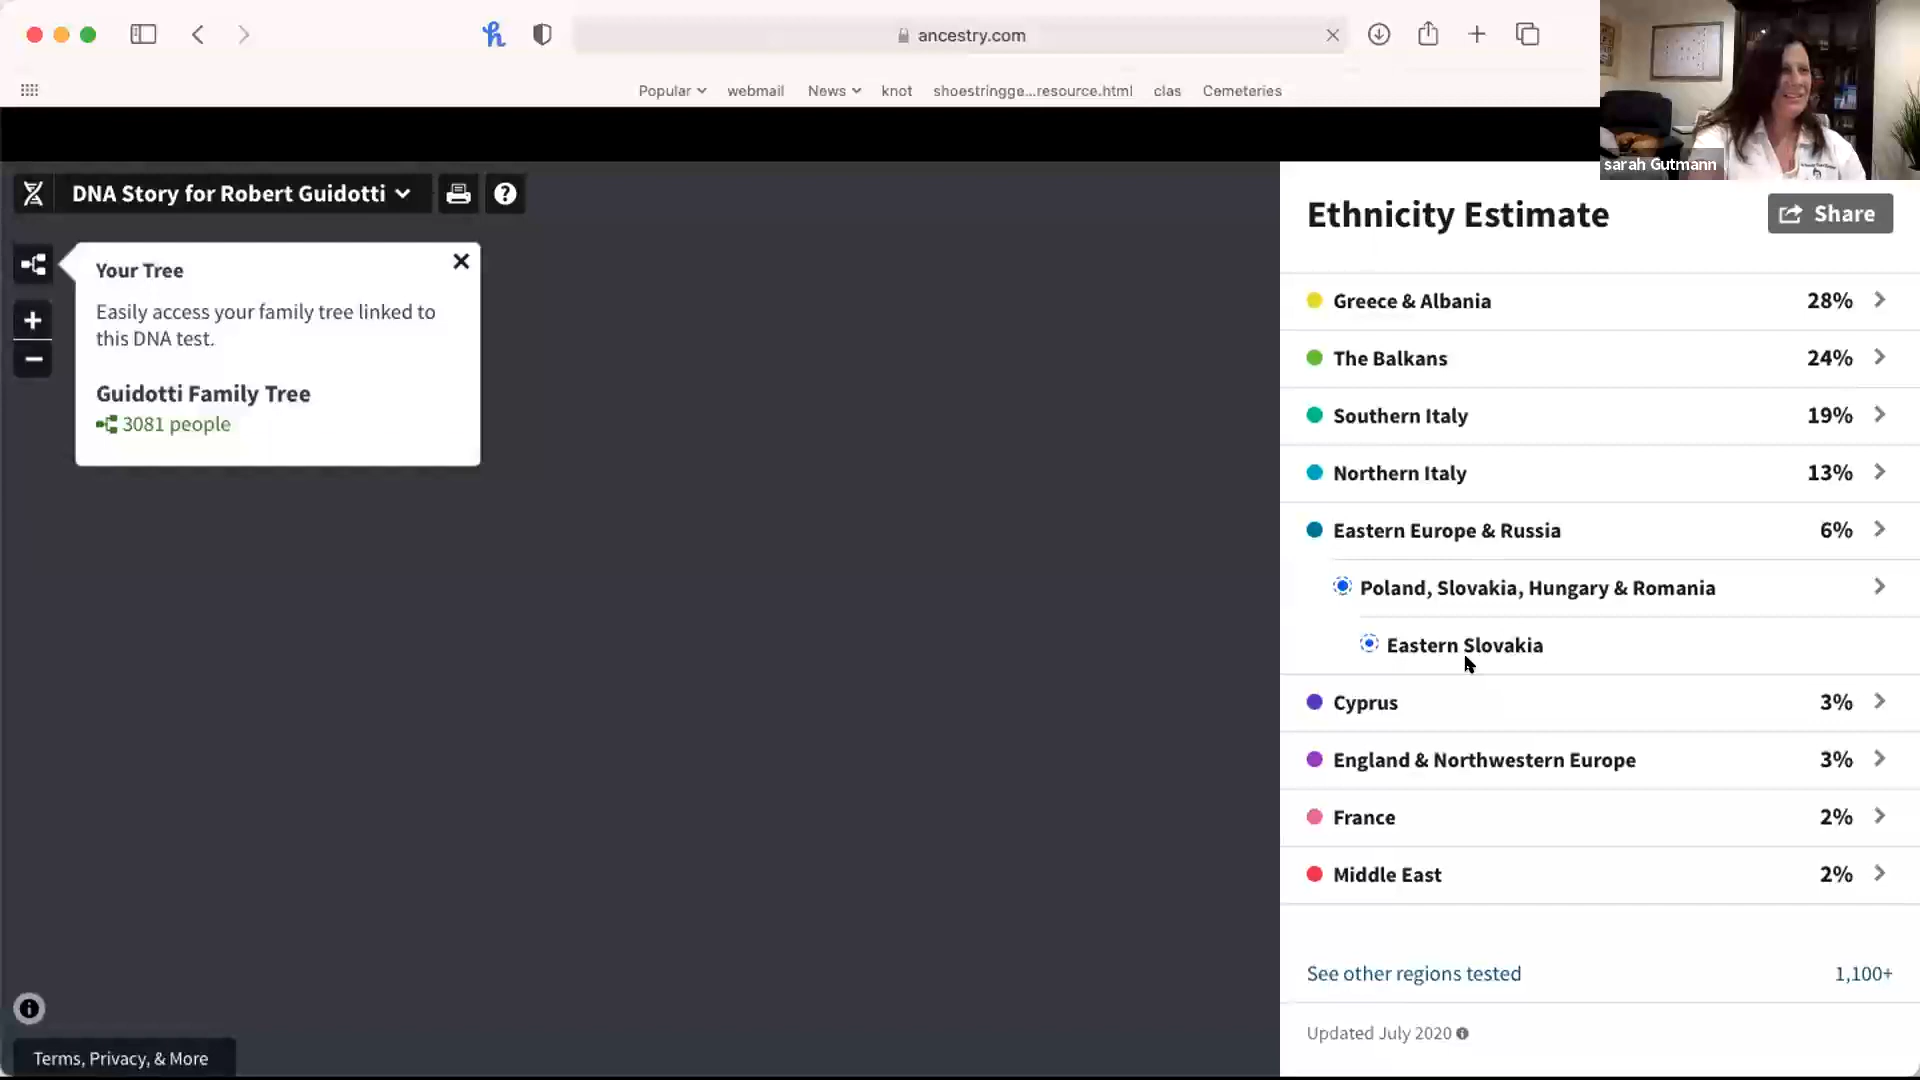 ancestry.com
Popular
webmail
News
knot
shoestringge...resource.html
clas
Cemeteries
sarah Gutmann
DNA Story for Robert Guidotti
Your Tree
Easily access your family tree linked to
this DNA test.
Guidotti Family Tree
3081 people
Terms, Privacy, & More
Ethnicity Estimate
Share
Greece & Albania 28%
The Balkans 24%
Southern Italy 19%
Northern Italy 13%
Eastern Europe & Russia 6%
Poland, Slovakia, Hungary & Romania
Eastern Slovakia
Cyprus 3%
England & Northwestern Europe 3%
France 2%
Middle East 2%
See other regions tested 1,100+
Updated July 2020